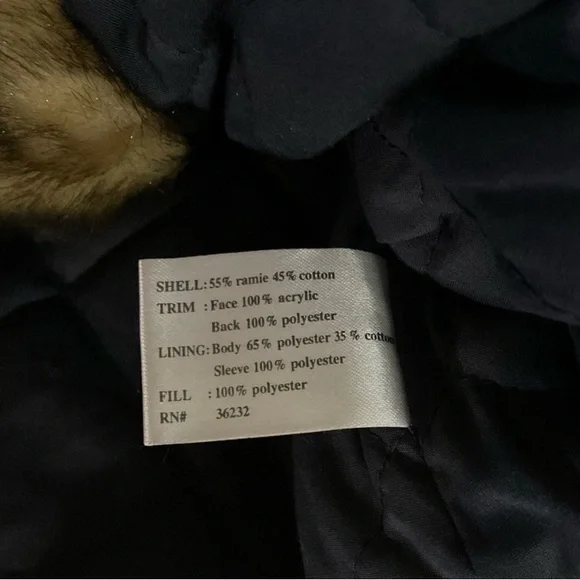 SHELL: 55% ramie 45% cotton
TRIM : Face 100% acrylic
Back 100% polyester
LINING: Body 65% polyester 35 % cotton
Sleeve 100% polyester
FILL : 100% polyester
RN# 36232